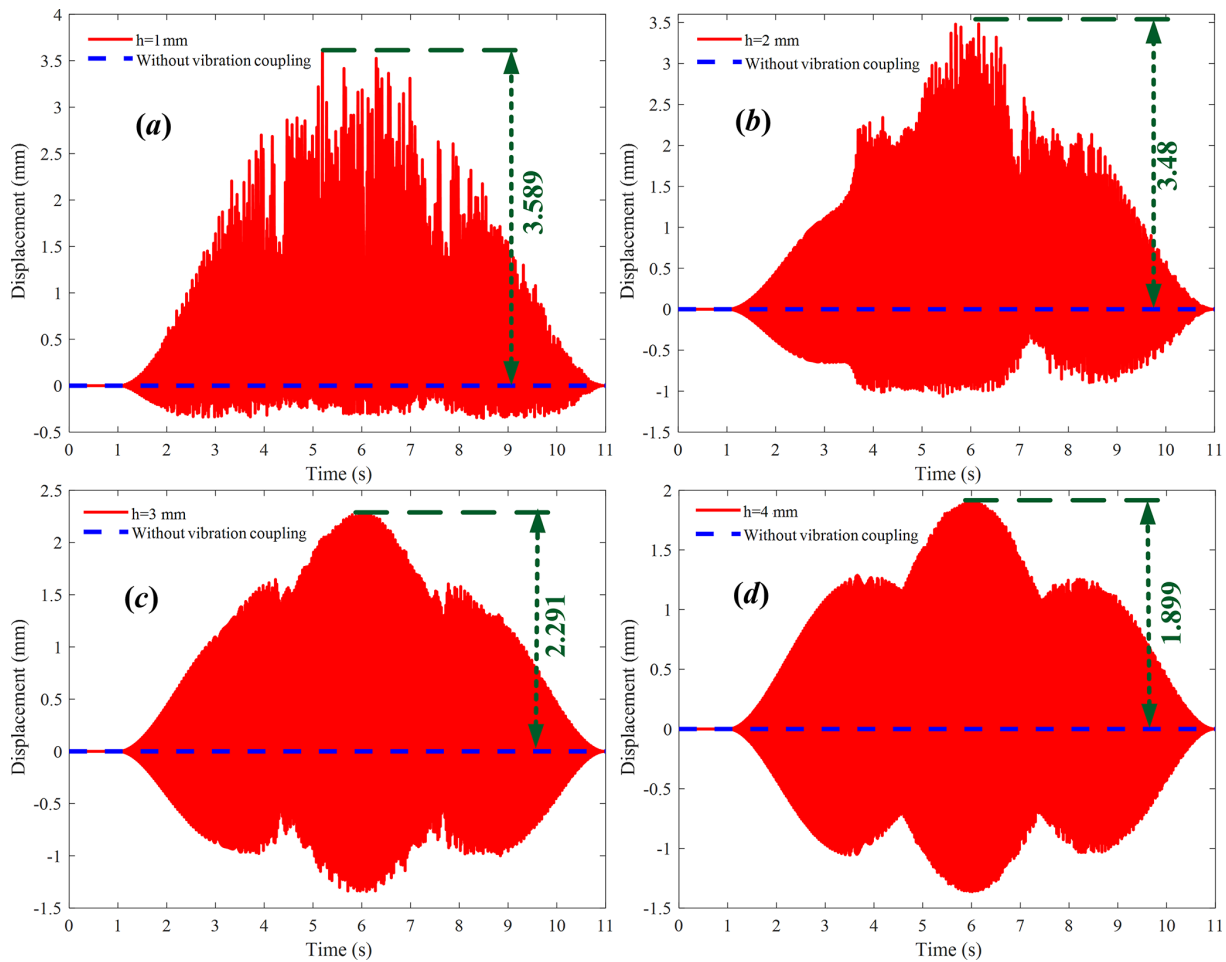 4
3.5
3
2.5
2
1.5
1
0.5
0
-0.5
Displacement (mm)
h=1 mm
Without vibration coupling
(a)
3.589
0 1 2 3 4 5 6 7 8 9 10 11
Time (s)
3.5
3
2.5
2
1.5
1
0.5
0
-0.5
-1
-1.5
Displacement (mm)
h=2 mm
Without vibration coupling
(b)
3.48
0 1 2 3 4 5 6 7 8 9 10 11
Time (s)
2.5
2
1.5
1
0.5
0
-0.5
-1
-1.5
Displacement (mm)
h=3 mm
Without vibration coupling
(c)
2.291
0 1 2 3 4 5 6 7 8 9 10 11
Time (s)
2
1.5
1
0.5
0
-0.5
-1
-1.5
Displacement (mm)
h=4 mm
Without vibration coupling
(d)
1.899
0 1 2 3 4 5 6 7 8 9 10 11
Time (s)